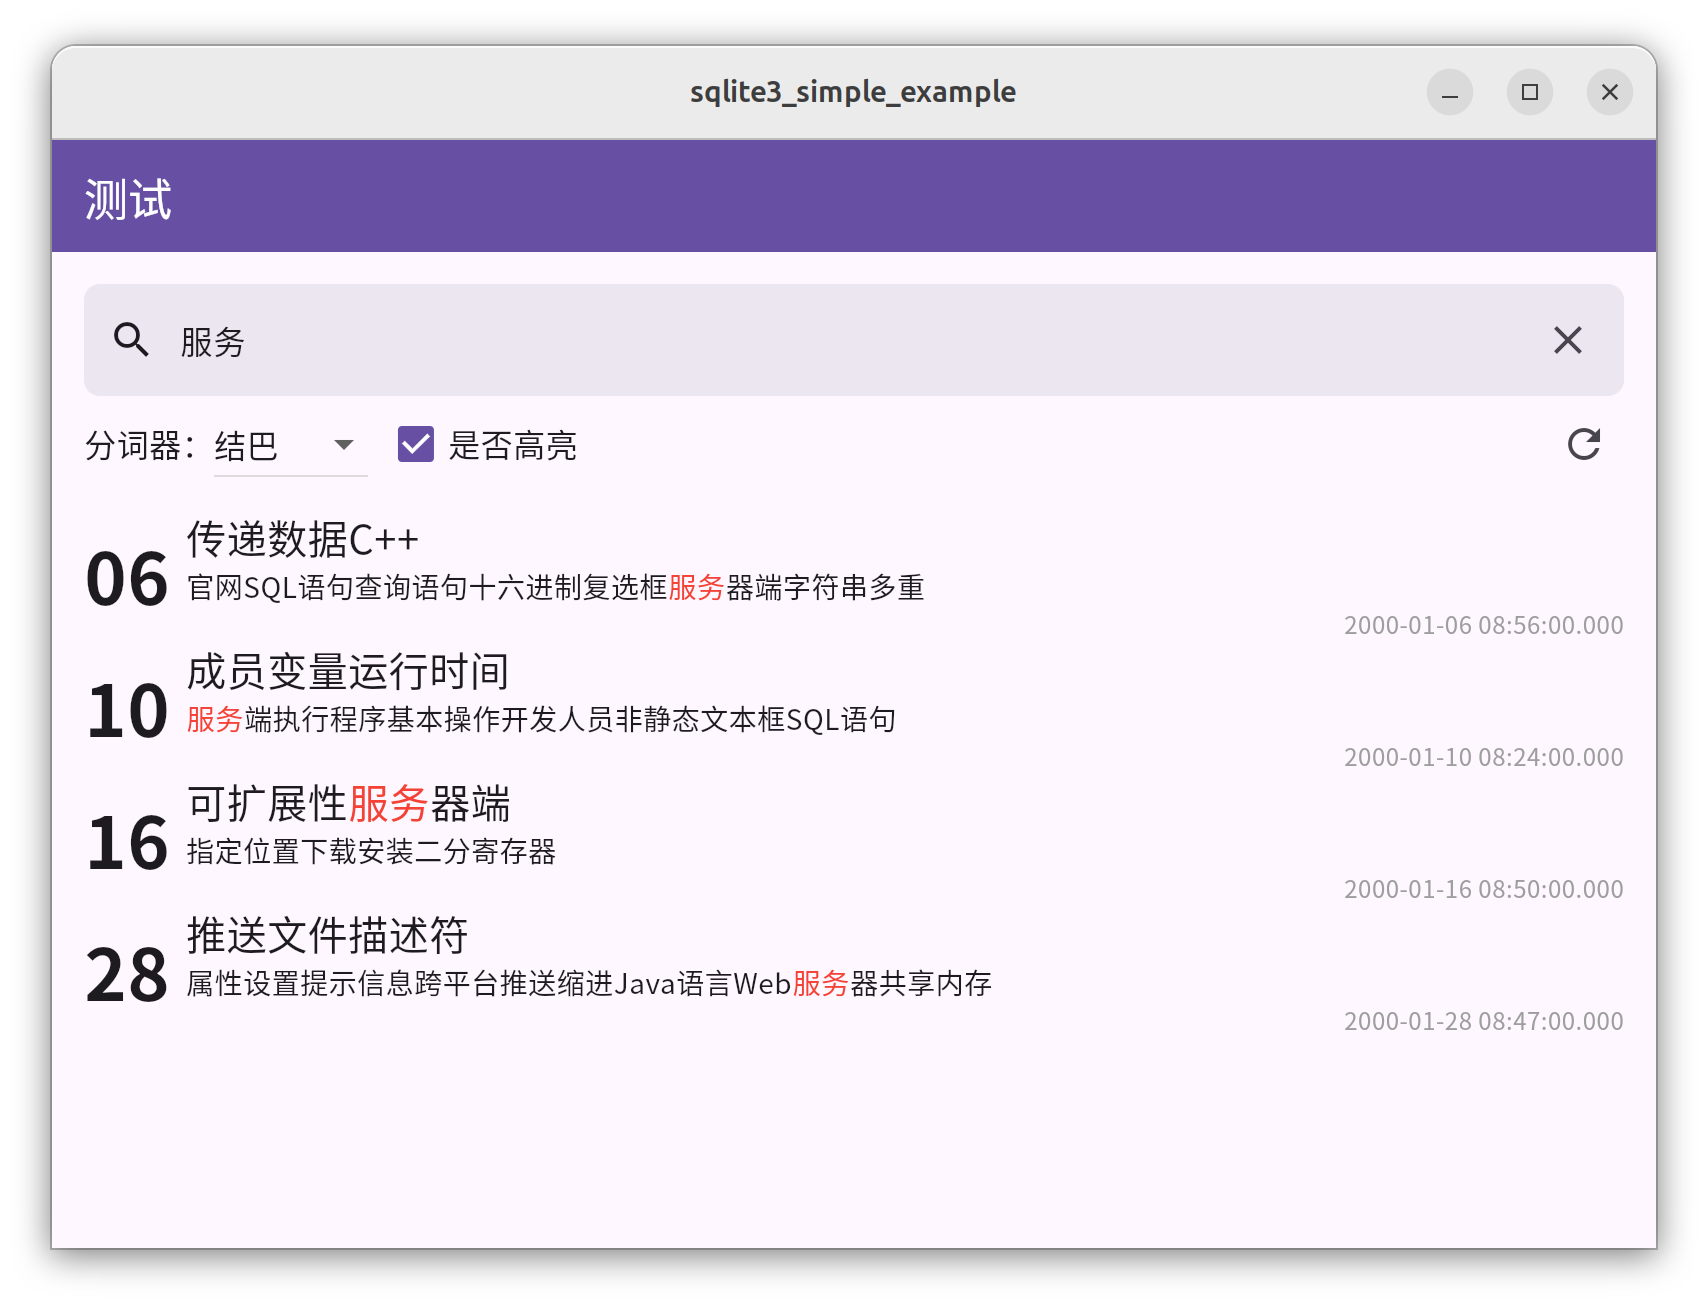 sqlite3_simple_example
测试
服务
分词器：结巴 是否高亮
06 传递数据C++
官网SQL语句查询语句十六进制复选框服务器端字符串多重
2000-01-06 08:56:00.000
10 成员变量运行时间
服务端执行程序基本操作开发人员非静态文本框SQL语句
2000-01-10 08:24:00.000
16 可扩展性服务器端
指定位置下载安装二分寄存器
2000-01-16 08:50:00.000
28 推送文件描述符
属性设置提示信息跨平台推送缩进Java语言Web服务器共享内存
2000-01-28 08:47:00.000